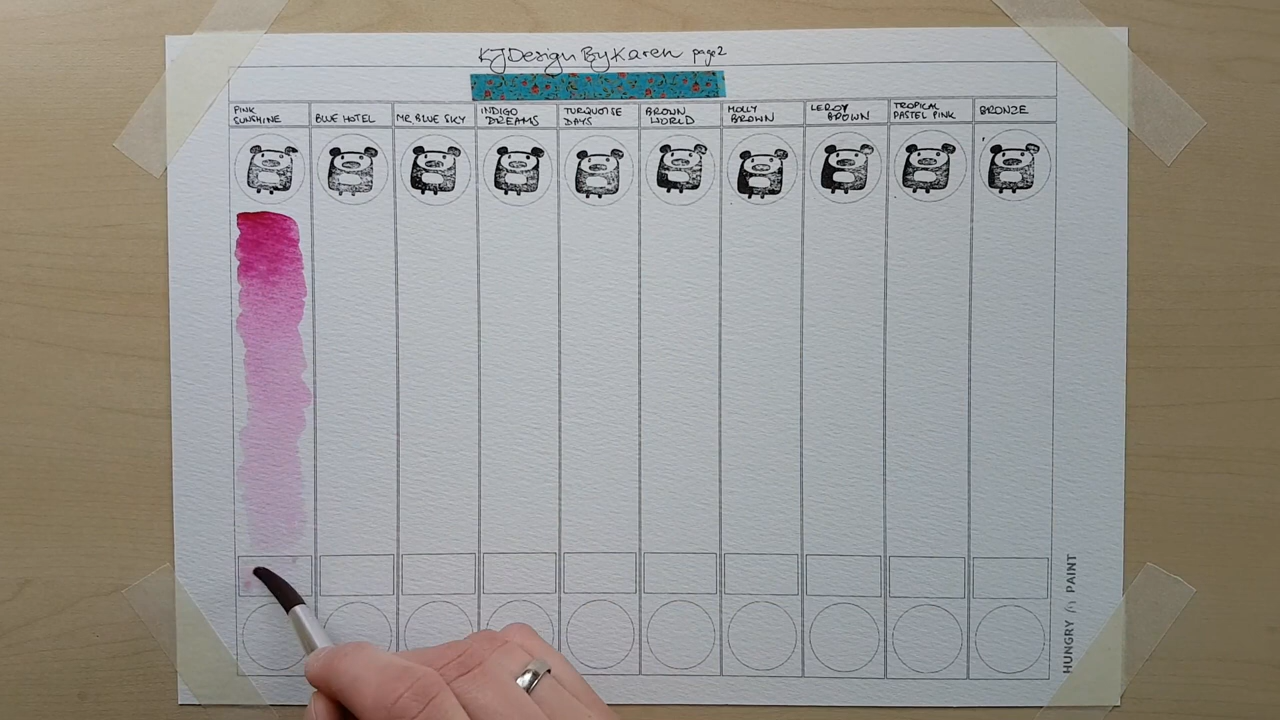 KJDesignByKaren page2
PINK
SUNSHINE
BLUE HOTEL
MR BLUE SKY
INDIGO
DREAMS
TURQUOISE
DAYS
BROWN
WORLD
MOLLY
BROWN
LEROY
BROWN
TROPICAL
PASTEL PINK
BRONZE
HUNGRY PAINT